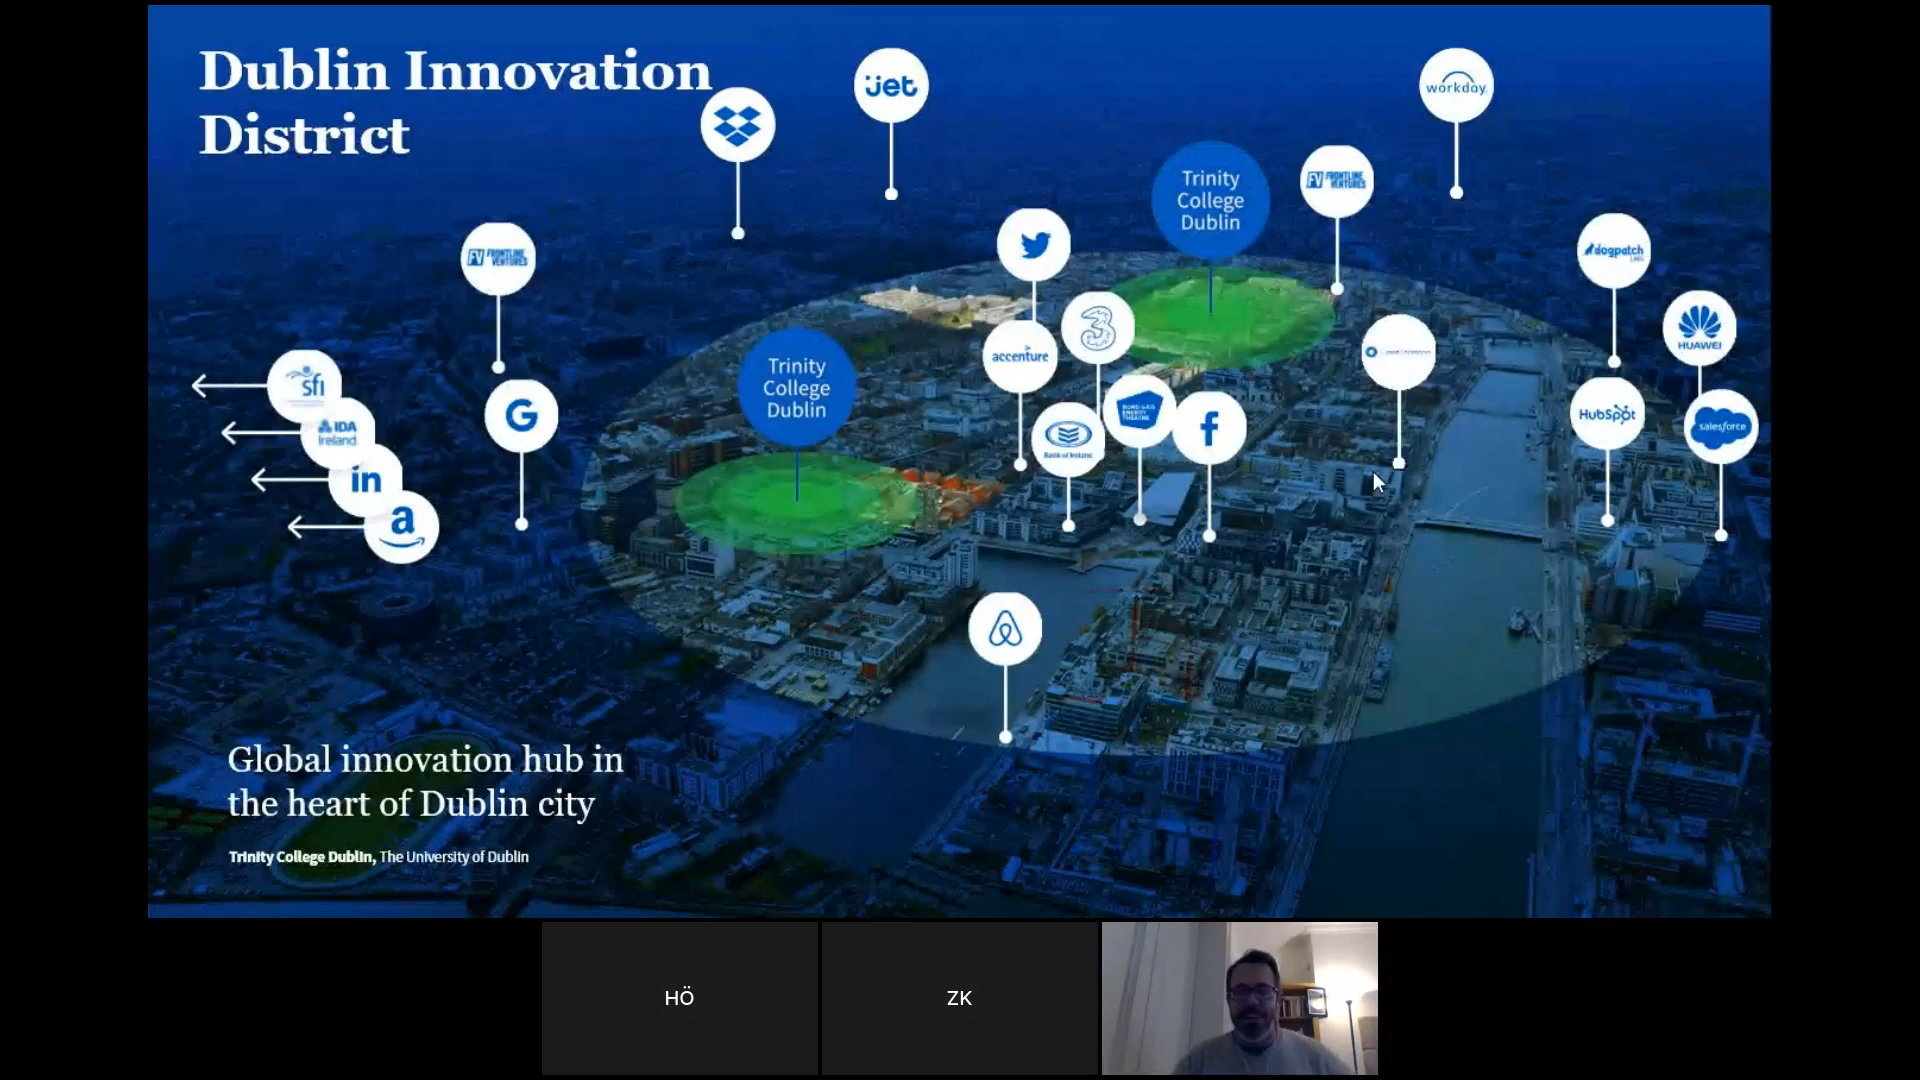 Dublin Innovation
District
jet
workday.
Trinity
College
Dublin
FV FRONTLINE
VENTURES
dogpatch
LABS
FV FRONTLINE
VENTURES
HUAWEI
3
accenture
Trinity
College
Dublin
sfi
IDA
Ireland
G
BORD GÁIS
ENERGY
THEATRE
f
HubSpot
salesforce
Bank of Ireland
in
a
Global innovation hub in
the heart of Dublin city
Trinity College Dublin, The University of Dublin
HÖ
ZK